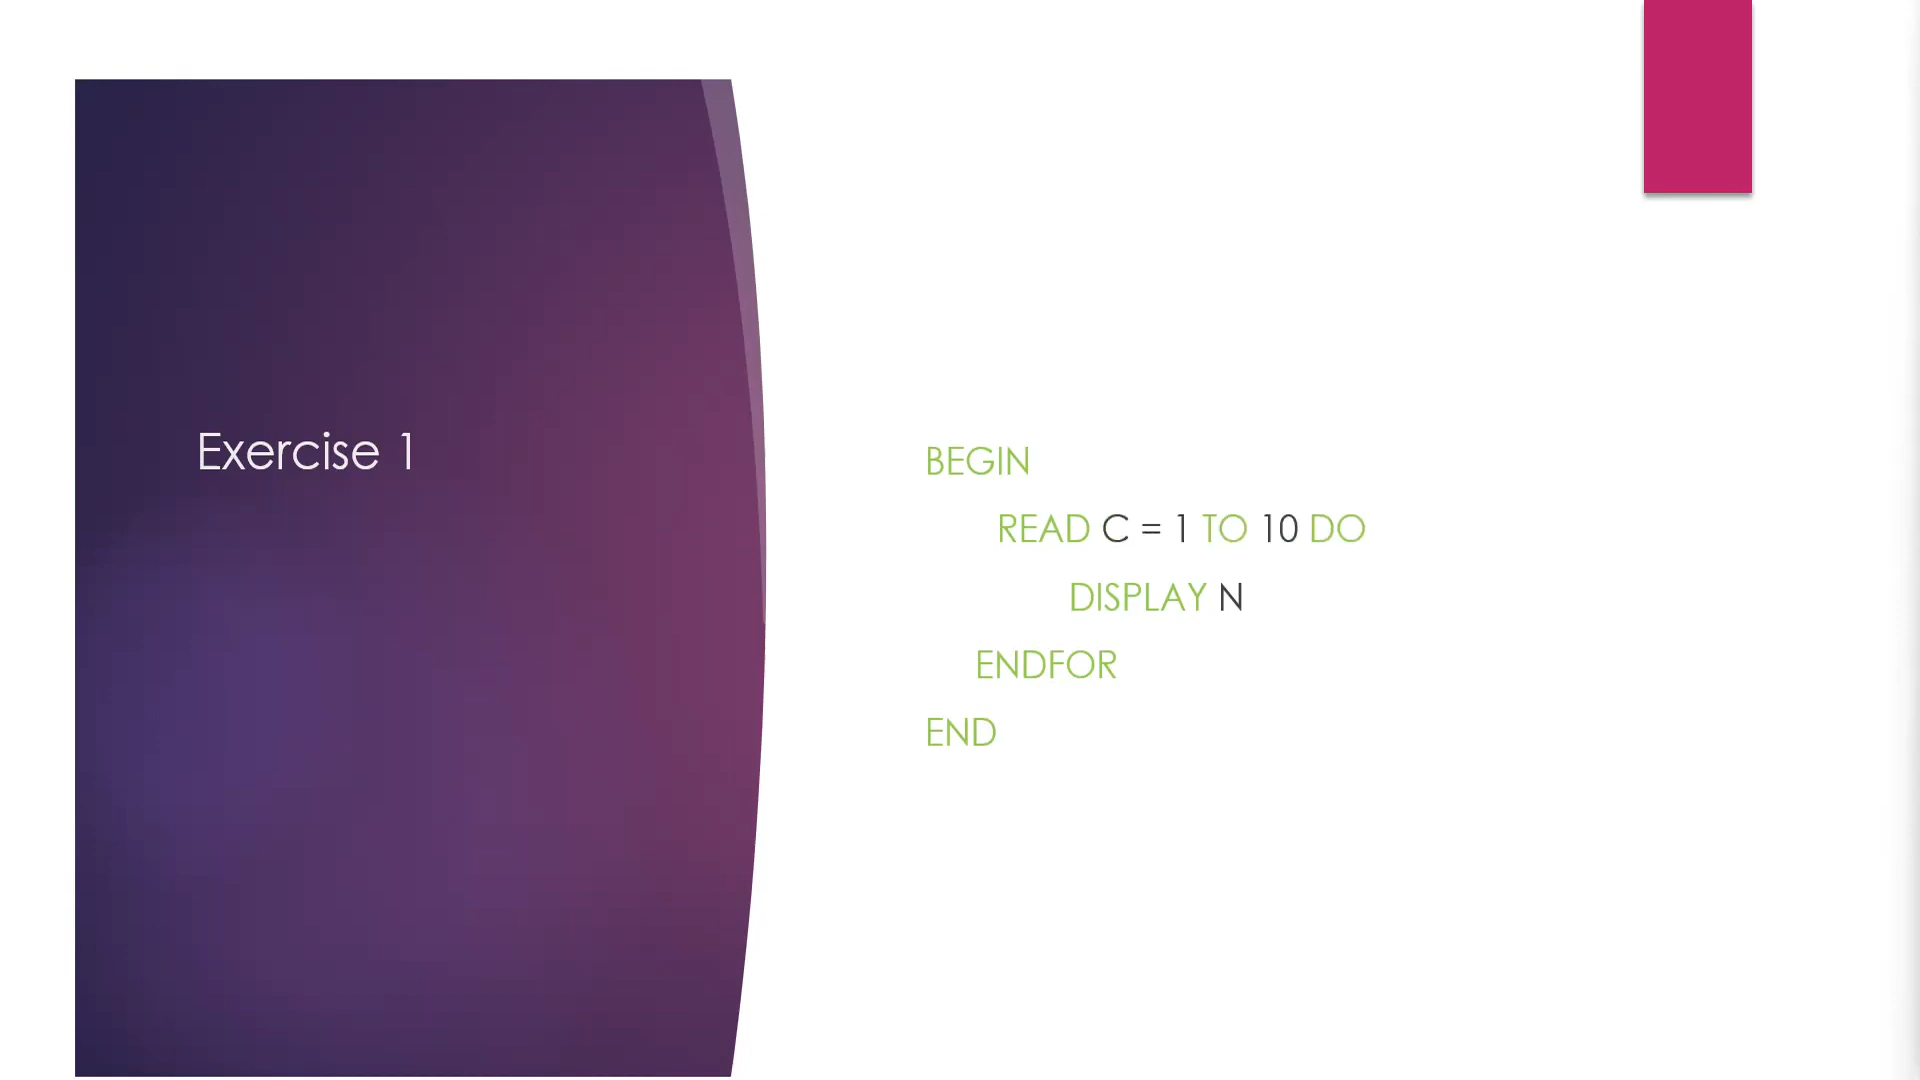 Exercise 1
BEGIN
READ C = 1 TO 10 DO
DISPLAY N
ENDFOR
END